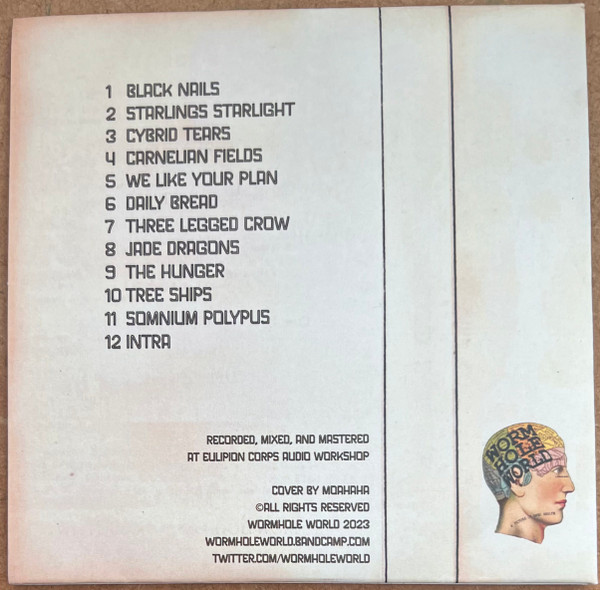 1 BLACK NAILS
2 STARLINGS STARLIGHT
3 CYBRID TEARS
4 CARNELIAN FIELDS
5 WE LIKE YOUR PLAN
6 DAILY BREAD
7 THREE LEGGED CROW
8 JADE DRAGONS
9 THE HUNGER
10 TREE SHIPS
11 SOMNIUM POLYPUS
12 INTRA
RECORDED, MIXED, AND MASTERED
AT EULIPION CORPS AUDIO WORKSHOP
COVER BY MOAHAHA
©ALL RIGHTS RESERVED
WORMHOLE WORLD 2023
WORMHOLEWORLD.BANDCAMP.COM
TWITTER.COM/WORMHOLEWORLD
WORM
HOLE
WORLD